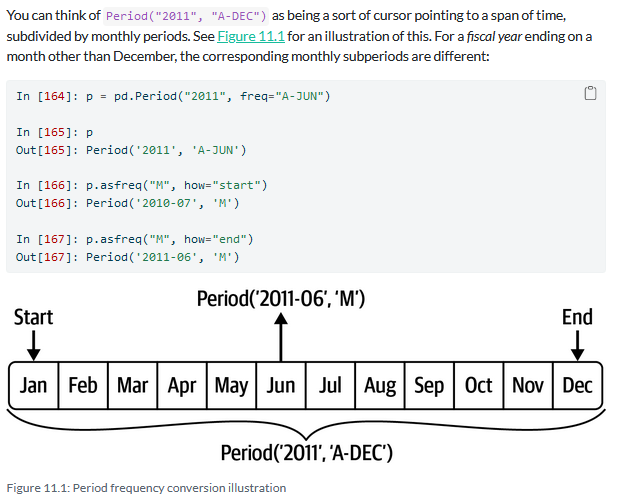 You can think of Period("2011", "A-DEC") as being a sort of cursor pointing to a span of time,
subdivided by monthly periods. See Figure 11.1 for an illustration of this. For a fiscal year ending on a
month other than December, the corresponding monthly subperiods are different:
In [164]: p = pd.Period("2011", freq="A-JUN")
In [165]: p
Out[165]: Period('2011', 'A-JUN')
In [166]: p.asfreq("M", how="start")
Out[166]: Period('2010-07', 'M')
In [167]: p.asfreq("M", how="end")
Out[167]: Period('2011-06', 'M')
Period('2011-06', 'M')
Start End
Jan Feb Mar Apr May Jun Jul Aug Sep Oct Nov Dec
Period('2011', 'A-DEC')
Figure 11.1: Period frequency conversion illustration